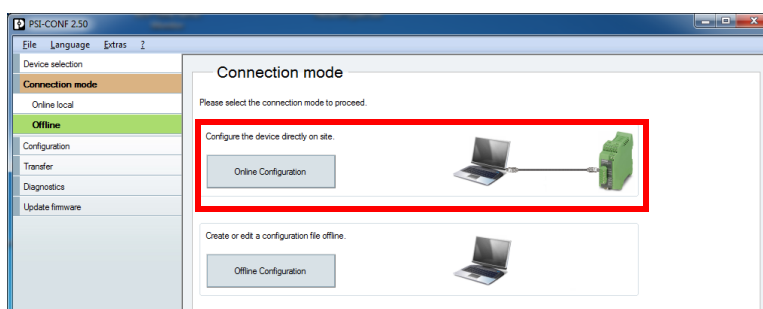 PSI-CONF 2.50
File Language Extras ?
Device selection
Connection mode
Online local
Offline
Configuration
Transfer
Diagnostics
Update firmware
Connection mode
Please select the connection mode to proceed.
Configure the device directly on site.
Online Configuration
Create or edit a configuration file offline.
Offline Configuration